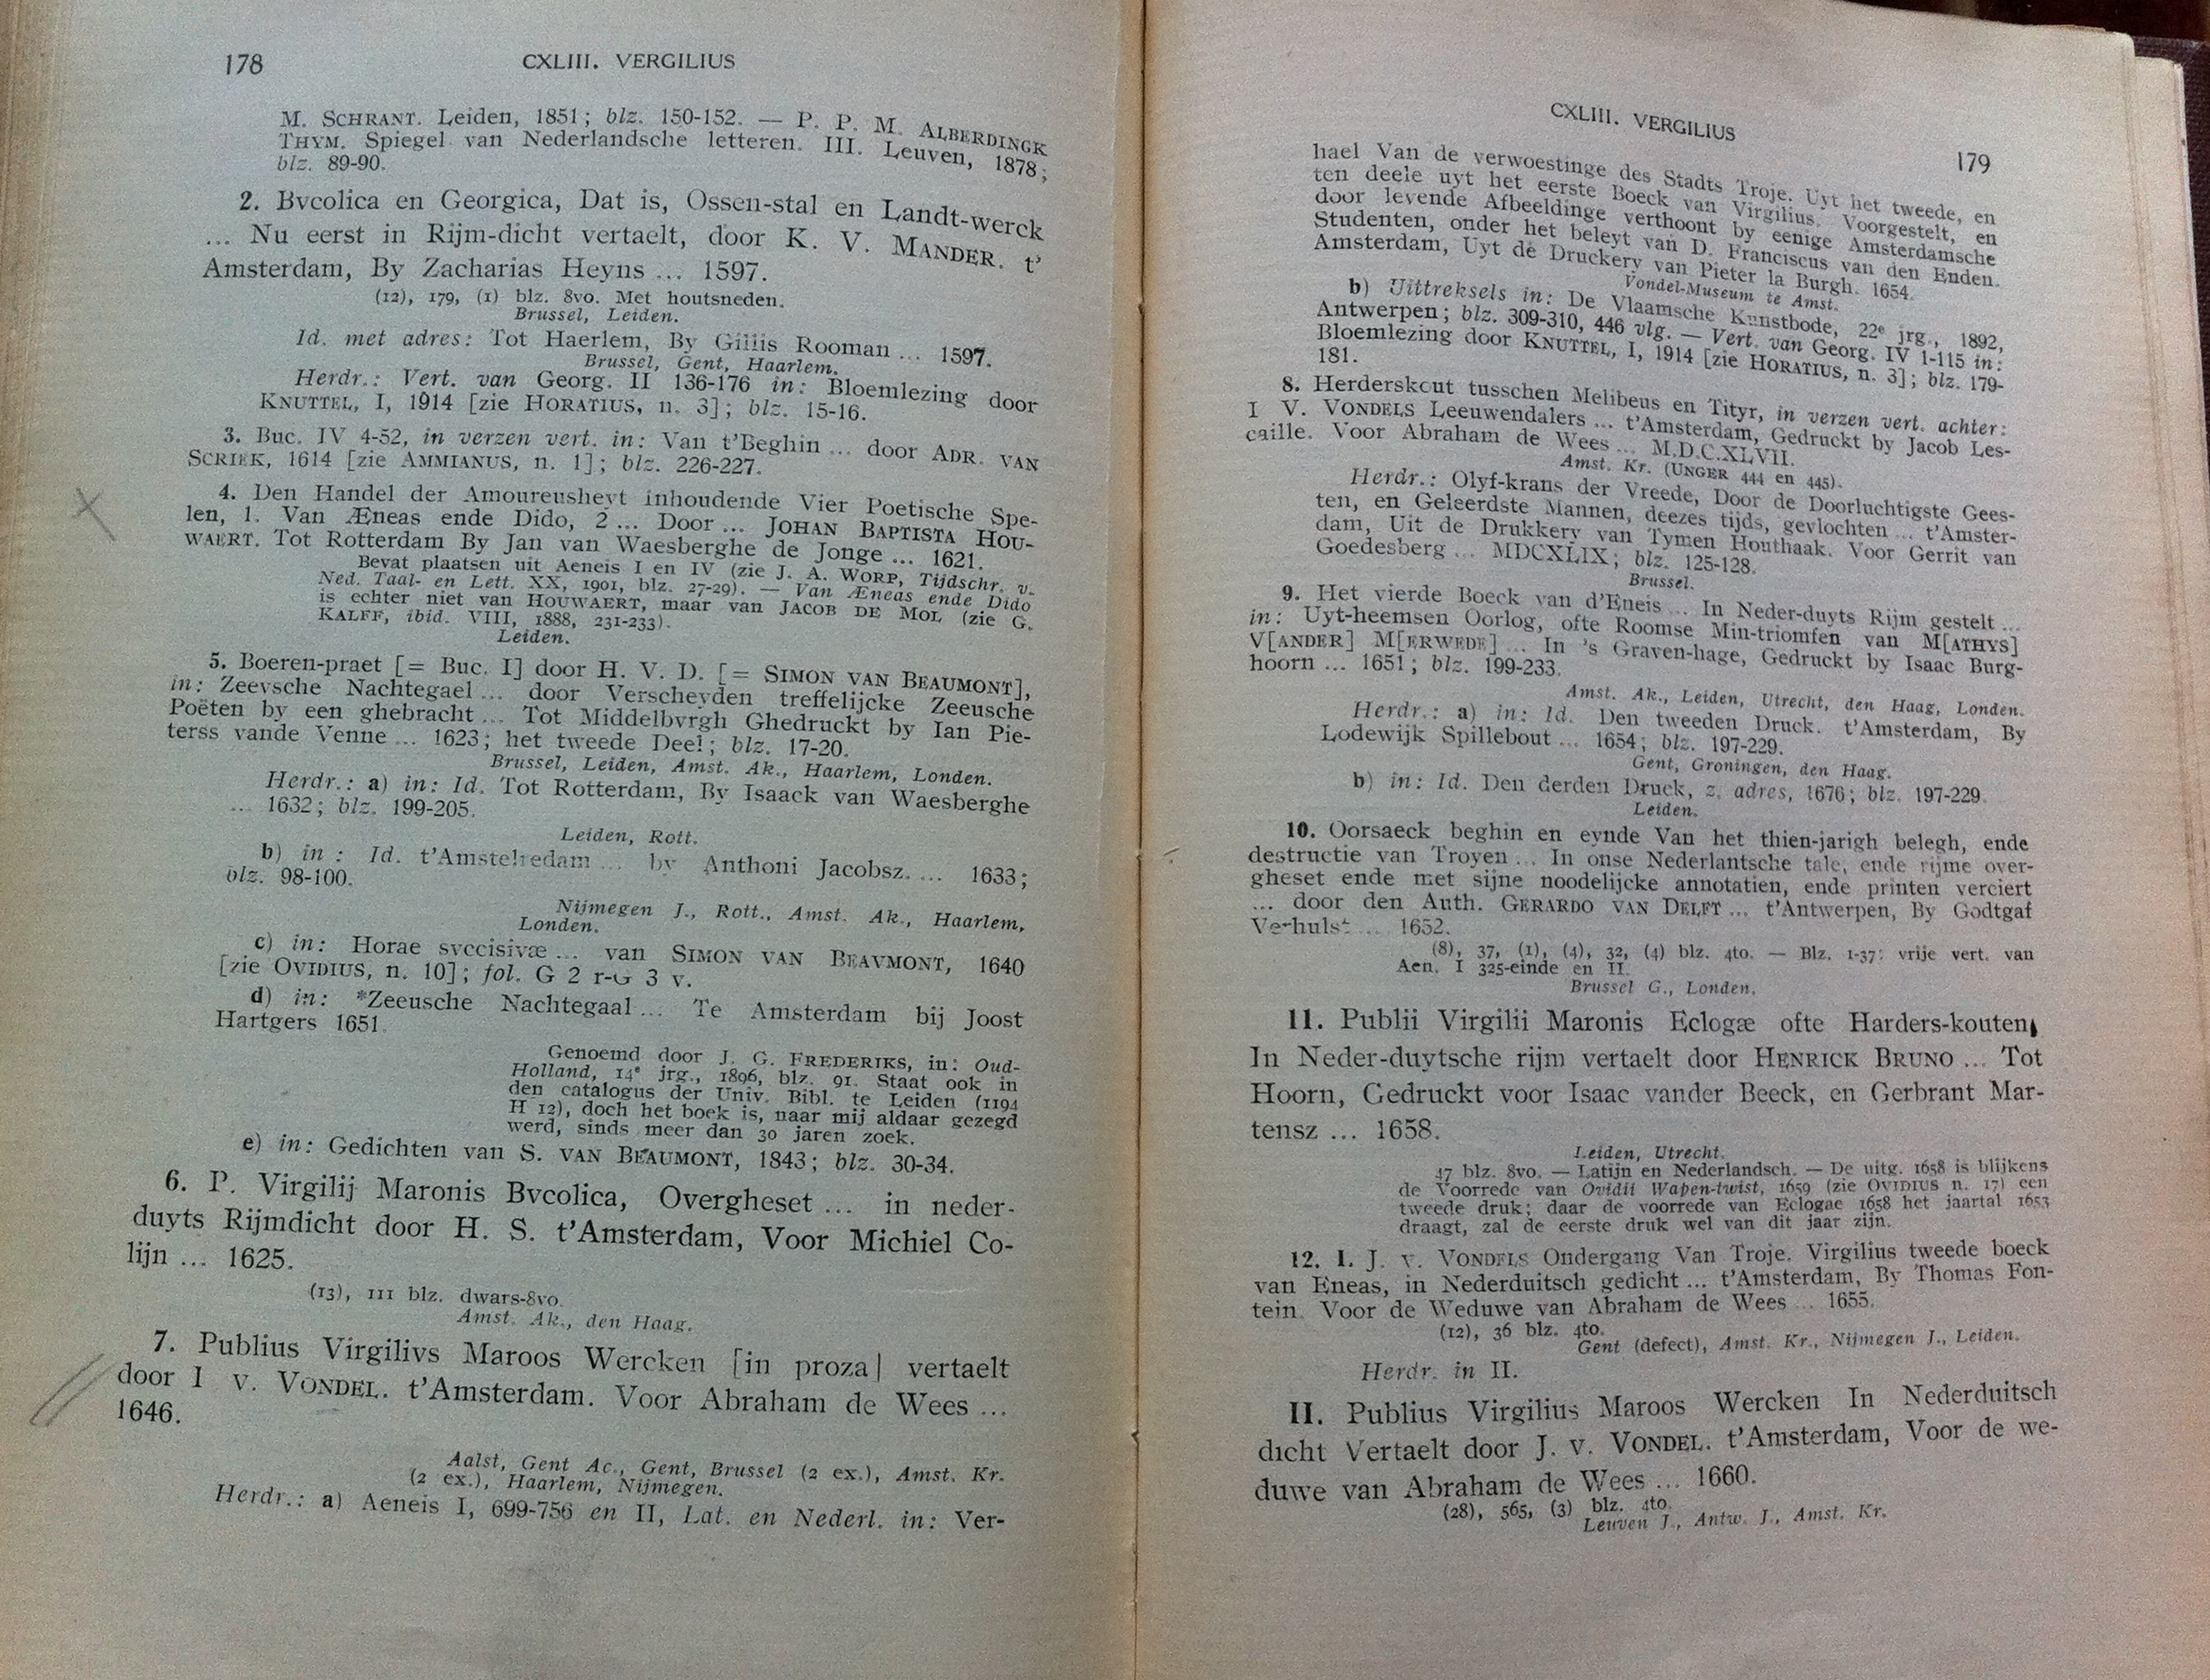 178
CXLIII. VERGILIUS
M. SCHRANT. Leiden, 1851; blz. 150-152. — P. P. M. ALBERDINGK
THYM. Spiegel van Nederlandsche letteren. III. Leuven, 1878;
blz. 89-90.
2. Bvcolica en Georgica, Dat is, Ossen-stal en Landt-werck
... Nu eerst in Rijm-dicht vertaelt, door K. V. MANDER. t'
Amsterdam, By Zacharias Heyns ... 1597.
(12), 179, (1) blz. 8vo. Met houtsneden.
Brussel, Leiden.
Id. met adres: Tot Haerlem, By Gillis Rooman ... 1597.
Brussel, Gent, Haarlem.
Herdr.: Vert. van Georg. II 136-176 in: Bloemlezing door
KNUTTEL, I, 1914 [zie HORATIUS, n. 3]; blz. 15-16.
3. Buc. IV 4-52, in verzen vert. in: Van t'Beghin ... door ADR. VAN
SCRIEK, 1614 [zie AMMIANUS, n. 1]; blz. 226-227.
4. Den Handel der Amoureusheyt inhoudende Vier Poetische Spe-
len, 1. Van Æneas ende Dido, 2 ... Door ... JOHAN BAPTISTA HOU-
WAERT. Tot Rotterdam By Jan van Waesberghe de Jonge ... 1621.
Bevat plaatsen uit Aeneis I en IV (zie J. A. WORP, Tijdschr. v.
Ned. Taal- en Lett. XX, 1901, blz. 27-29). — Van Æneas ende Dido
is echter niet van HOUWAERT, maar van JACOB DE MOL (zie G.
KALFF, ibid. VIII, 1888, 231-233).
Leiden.
5. Boeren-praet [= Buc. I] door H. V. D. [= SIMON VAN BEAUMONT],
in: Zeevsche Nachtegael ... door Verscheyden treffelijcke Zeeusche
Poëten by een ghebracht ... Tot Middelbvrgh Ghedruckt by Ian Pie-
terss vande Venne ... 1623; het tweede Deel; blz. 17-20.
Brussel, Leiden, Amst. Ak., Haarlem, Londen.
Herdr.: a) in: Id. Tot Rotterdam, By Isaack van Waesberghe
... 1632; blz. 199-205.
Leiden, Rott.
b) in: Id. t'Amstelredam ... by Anthoni Jacobsz. ... 1633;
blz. 98-100.
Nijmegen J., Rott., Amst. Ak., Haarlem,
Londen.
c) in: Horae svccisivæ ... van SIMON VAN BEAVMONT, 1640
[zie OVIDIUS, n. 10]; fol. G 2 r-G 3 v.
d) in: *Zeeusche Nachtegaal ... Te Amsterdam bij Joost
Hartgers 1651.
Genoemd door J. G. FREDERIKS, in: Oud-
Holland, 14e jrg., 1896, blz. 91. Staat ook in
den catalogus der Univ. Bibl. te Leiden (1194
H 12), doch het boek is, naar mij aldaar gezegd
werd, sinds meer dan 30 jaren zoek.
e) in: Gedichten van S. VAN BEAUMONT, 1843; blz. 30-34.
6. P. Virgilij Maronis Bvcolica, Overgheset ... in neder-
duyts Rijmdicht door H. S. t'Amsterdam, Voor Michiel Co-
lijn ... 1625.
(13), 111 blz. dwars-8vo.
Amst. Ak., den Haag.
7. Publius Virgilivs Maroos Wercken [in proza] vertaelt
door I v. VONDEL. t'Amsterdam. Voor Abraham de Wees ...
1646.
Aalst, Gent Ac., Gent, Brussel (2 ex.), Amst. Kr.
(2 ex.), Haarlem, Nijmegen.
Herdr.: a) Aeneis I, 699-756 en II, Lat. en Nederl. in: Ver-
CXLIII. VERGILIUS
179
hael Van de verwoestinge des Stadts Troje. Uyt het tweede, en
ten deele uyt het eerste Boeck van Virgilius. Voorgestelt, en
door levende Afbeeldinge verthoont by eenige Amsterdamsche
Studenten, onder het beleyt van D. Franciscus van den Enden.
Amsterdam, Uyt de Druckery van Pieter la Burgh. 1654.
Vondel-Museum te Amst.
b) Uittreksels in: De Vlaamsche Kunstbode, 22e jrg., 1892,
Antwerpen; blz. 309-310, 446 vlg. — Vert. van Georg. IV 1-115 in:
Bloemlezing door KNUTTEL, I, 1914 [zie HORATIUS, n. 3]; blz. 179-
181.
8. Herderskout tusschen Melibeus en Tityr, in verzen vert. achter:
I V. VONDELS Leeuwendalers ... t'Amsterdam, Gedruckt by Jacob Les-
caille. Voor Abraham de Wees ... M.D.C.XLVII.
Amst. Kr. (UNGER 444 en 445).
Herdr.: Olyf-krans der Vreede, Door de Doorluchtigste Gees-
ten, en Geleerdste Mannen, deezes tijds, gevlochten ... t'Amster-
dam, Uit de Drukkery van Tymen Houthaak. Voor Gerrit van
Goedesberg ... MDCXLIX; blz. 125-128.
Brussel.
9. Het vierde Boeck van d'Eneis ... In Neder-duyts Rijm gestelt ...
in: Uyt-heemsen Oorlog, ofte Roomse Min-triomfen van M[ATHYS]
V[ANDER] M[ERWEDE] ... In 's Graven-hage, Gedruckt by Isaac Burg-
hoorn ... 1651; blz. 199-233.
Amst. Ak., Leiden, Utrecht, den Haag, Londen.
Herdr.: a) in: Id. Den tweeden Druck. t'Amsterdam, By
Lodewijk Spillebout ... 1654; blz. 197-229.
Gent, Groningen, den Haag.
b) in: Id. Den derden Druck, z. adres, 1676; blz. 197-229.
Leiden.
10. Oorsaeck beghin en eynde Van het thien-jarigh belegh, ende
destructie van Troyen ... In onse Nederlantsche tale, ende rijme over-
gheset ende met sijne noodelijcke annotatien, ende printen verciert
... door den Auth. GERARDO VAN DELFT ... t'Antwerpen, By Godtgaf
Verhulst ... 1652.
(8), 37, (1), (4), 32, (4) blz. 4to. — Blz. 1-37: vrije vert. van
Aen. I 325-einde en II.
Brussel G., Londen.
11. Publii Virgilii Maronis Eclogæ ofte Harders-kouten,
In Neder-duytsche rijm vertaelt door HENRICK BRUNO ... Tot
Hoorn, Gedruckt voor Isaac vander Beeck, en Gerbrant Mar-
tensz ... 1658.
Leiden, Utrecht.
47 blz. 8vo. — Latijn en Nederlandsch. — De uitg. 1658 is blijkens
de Voorrede van Ovidii Wapen-twist, 1659 (zie OVIDIUS n. 17) een
tweede druk; daar de voorrede van Eclogae 1658 het jaartal 1653
draagt, zal de eerste druk wel van dit jaar zijn.
12. I. J. v. VONDELS Ondergang Van Troje. Virgilius tweede boeck
van Eneas, in Nederduitsch gedicht ... t'Amsterdam, By Thomas Fon-
tein. Voor de Weduwe van Abraham de Wees ... 1655.
(12), 36 blz. 4to.
Gent (defect), Amst. Kr., Nijmegen J., Leiden.
Herdr. in II.
II. Publius Virgilius Maroos Wercken In Nederduitsch
dicht Vertaelt door J. v. VONDEL. t'Amsterdam, Voor de we-
duwe van Abraham de Wees ... 1660.
(28), 565, (3) blz. 4to.
Leuven J., Antw. J., Amst. Kr.